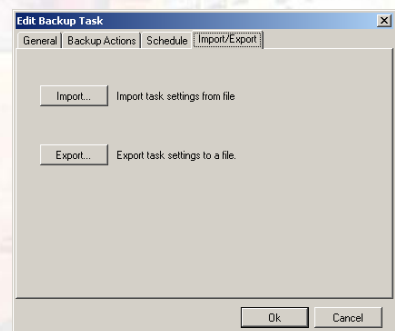 Edit Backup Task
General Backup Actions Schedule Import/Export
Import... Import task settings from file
Export... Export task settings to a file.
Ok Cancel